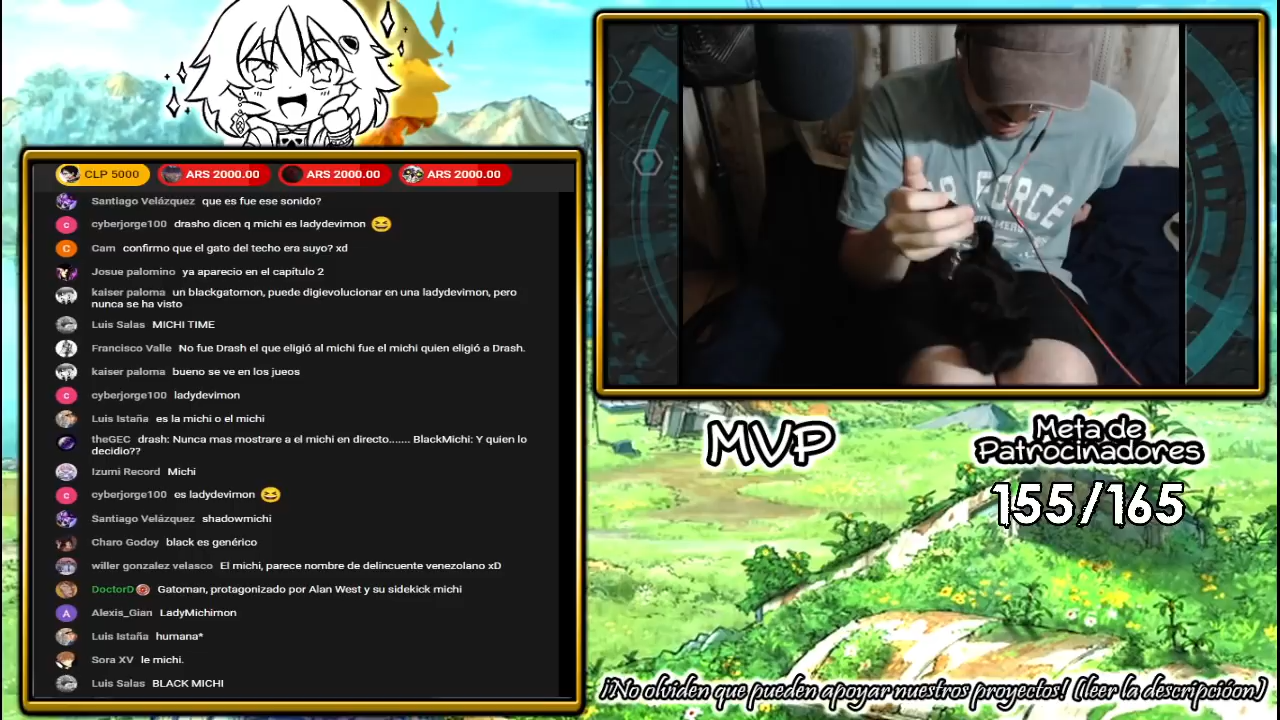 CLP 5000
ARS 2000.00
ARS 2000.00
ARS 2000.00
Santiago Velázquez que es fue ese sonido?
cyberjorge100 drasho dicen q michi es ladydevimon
Cam confirmo que el gato del techo era suyo? xd
Josue palomino ya aparecio en el capítulo 2
kaiser paloma un blackgatomon, puede digievolucionar en una ladydevimon, pero
nunca se ha visto
Luis Salas MICHI TIME
Francisco Valle No fue Drash el que eligió al michi fue el michi quien eligió a Drash.
kaiser paloma bueno se ve en los jueos
cyberjorge100 ladydevimon
Luis Istaña es la michi o el michi
theGEC drash: Nunca mas mostrare a el michi en directo....... BlackMichi: Y quien lo
decidio??
Izumi Record Michi
cyberjorge100 es ladydevimon
Santiago Velázquez shadowmichi
Charo Godoy black es genérico
willer gonzalez velasco El michi, parece nombre de delincuente venezolano xD
DoctorD Gatoman, protagonizado por Alan West y su sidekick michi
A Alexis_Gian LadyMichimon
Luis Istaña humana*
Sora XV le michi.
Luis Salas BLACK MICHI
FORCE
MVP
Meta de
Patrocinadores
155/165
¡No olviden que pueden apoyar nuestros proyectos! (leer la descripcióon)